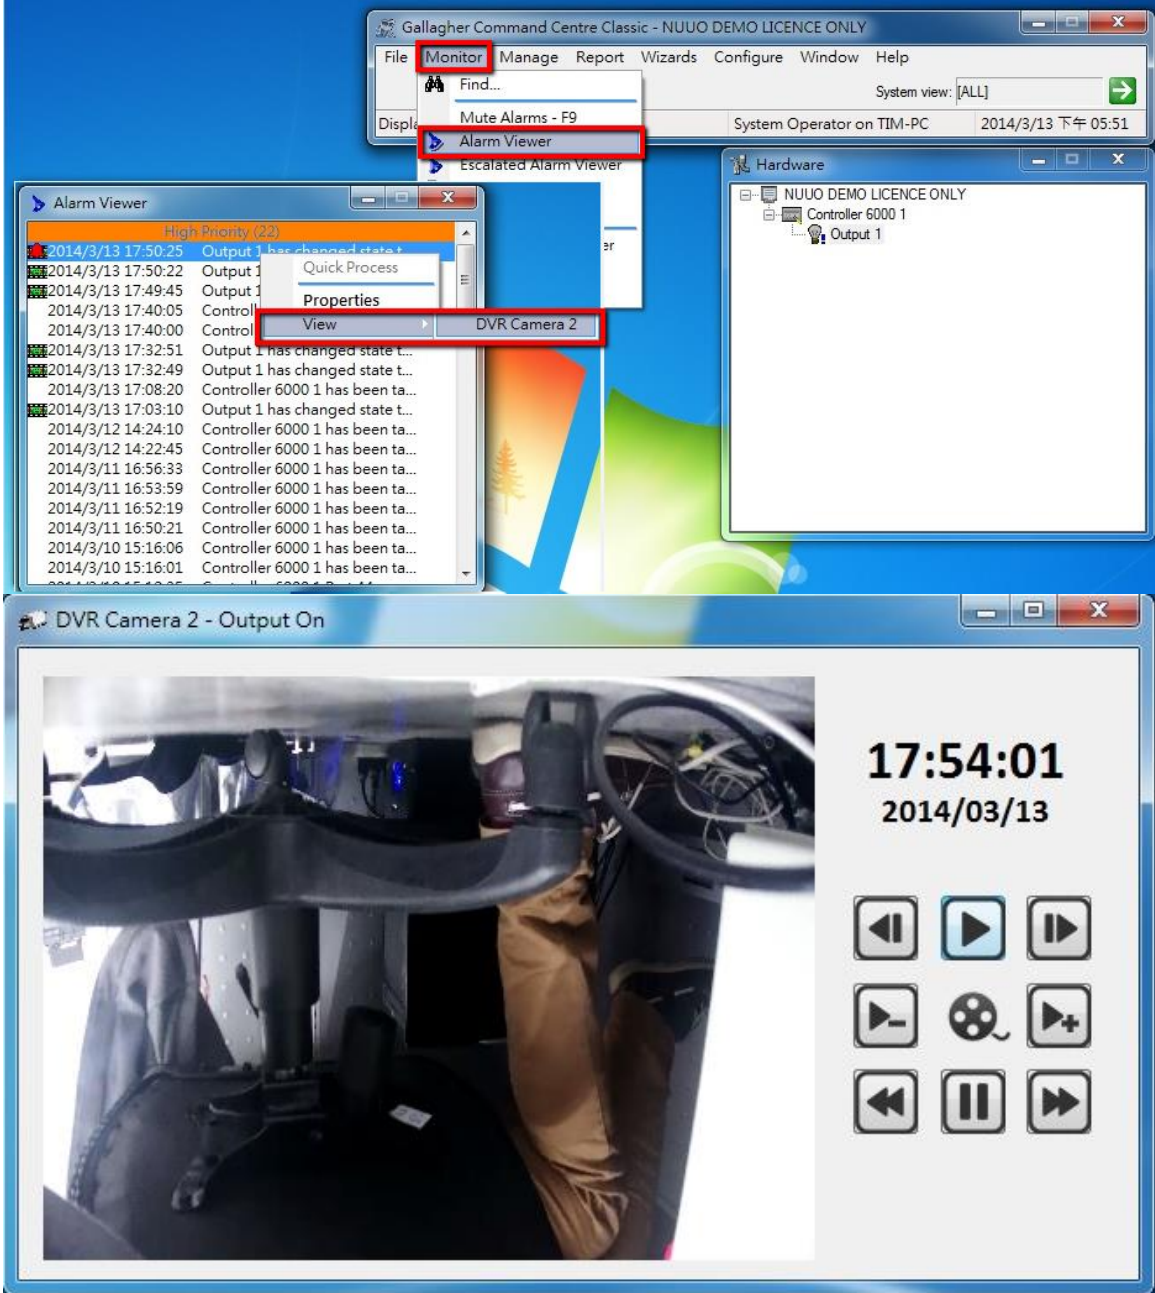 Gallagher Command Centre Classic - NUUO DEMO LICENCE ONLY
File Monitor Manage Report Wizards Configure Window Help
Find...
System view: [ALL]
Mute Alarms - F9
System Operator on TIM-PC 2014/3/13 下午 05:51
Alarm Viewer
Escalated Alarm Viewer
Hardware
NUUO DEMO LICENCE ONLY
Controller 6000 1
Output 1
Alarm Viewer
High Priority (22)
2014/3/13 17:50:25 Output 1 has changed state t...
2014/3/13 17:50:22 Output 1
2014/3/13 17:49:45 Output 1
2014/3/13 17:40:05 Controll
2014/3/13 17:40:00 Control
Quick Process
Properties
View DVR Camera 2
2014/3/13 17:32:51 Output 1 has changed state t...
2014/3/13 17:32:49 Output 1 has changed state t...
2014/3/13 17:08:20 Controller 6000 1 has been ta...
2014/3/13 17:03:10 Output 1 has changed state t...
2014/3/12 14:24:10 Controller 6000 1 has been ta...
2014/3/12 14:22:45 Controller 6000 1 has been ta...
2014/3/11 16:56:33 Controller 6000 1 has been ta...
2014/3/11 16:53:59 Controller 6000 1 has been ta...
2014/3/11 16:52:19 Controller 6000 1 has been ta...
2014/3/11 16:50:21 Controller 6000 1 has been ta...
2014/3/10 15:16:06 Controller 6000 1 has been ta...
2014/3/10 15:16:01 Controller 6000 1 has been ta...
DVR Camera 2 - Output On
17:54:01
2014/03/13